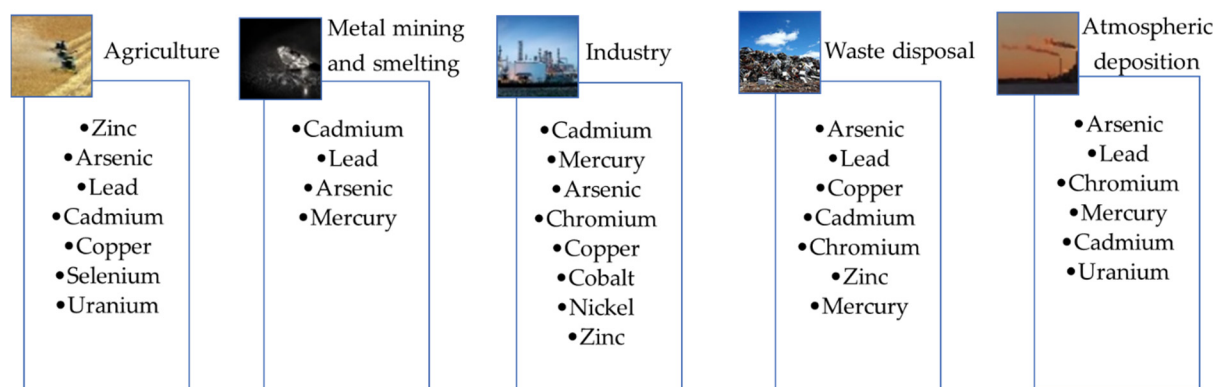 Agriculture
•Zinc
•Arsenic
•Lead
•Cadmium
•Copper
•Selenium
•Uranium
Metal mining
and smelting
•Cadmium
•Lead
•Arsenic
•Mercury
Industry
•Cadmium
•Mercury
•Arsenic
•Chromium
•Copper
•Cobalt
•Nickel
•Zinc
Waste disposal
•Arsenic
•Lead
•Copper
•Cadmium
•Chromium
•Zinc
•Mercury
Atmospheric
deposition
•Arsenic
•Lead
•Chromium
•Mercury
•Cadmium
•Uranium